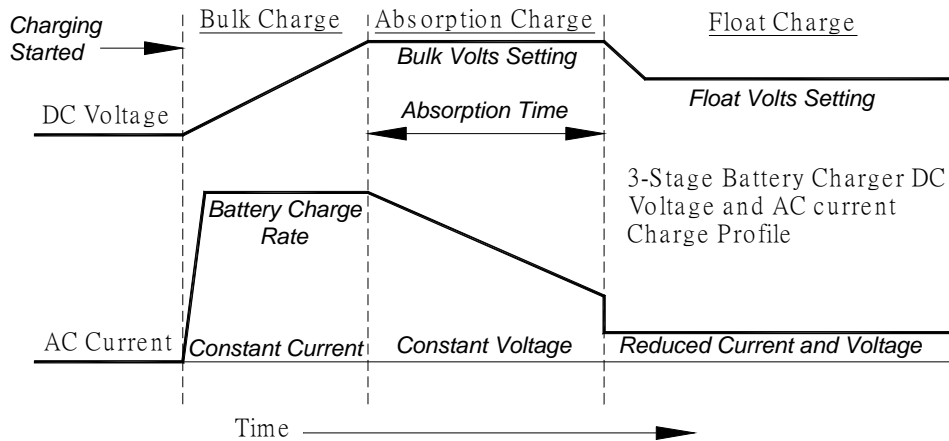 Charging
Started
Bulk Charge
Absorption Charge
Float Charge
Bulk Volts Setting
DC Voltage
Absorption Time
Float Volts Setting
3-Stage Battery Charger DC
Voltage and AC current
Charge Profile
Battery Charge
Rate
AC Current
Constant Current
Constant Voltage
Reduced Current and Voltage
Time